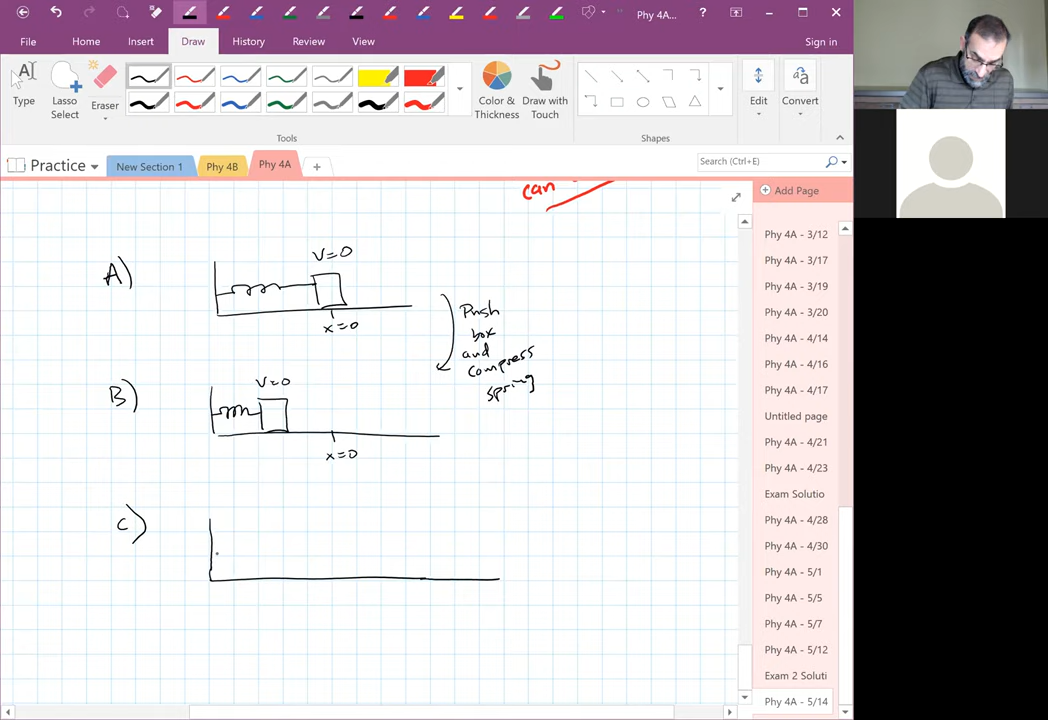 Phy 4A...
File
Home
Insert
Draw
History
Review
View
Sign in
Type
Lasso
Select
Eraser
Color &
Thickness
Draw with
Touch
Edit
Convert
Tools
Shapes
Practice
New Section 1
Phy 4B
Phy 4A
Search (Ctrl+E)
Add Page
Phy 4A - 3/12
Phy 4A - 3/17
Phy 4A - 3/19
Phy 4A - 3/20
Phy 4A - 4/14
Phy 4A - 4/16
Phy 4A - 4/17
Untitled page
Phy 4A - 4/21
Phy 4A - 4/23
Exam Solutio
Phy 4A - 4/28
Phy 4A - 4/30
Phy 4A - 5/1
Phy 4A - 5/5
Phy 4A - 5/7
Phy 4A - 5/12
Exam 2 Soluti
Phy 4A - 5/14
can
A)
V=0
x=0
Push
box
and
compress
spring
B)
V=0
x=0
C)